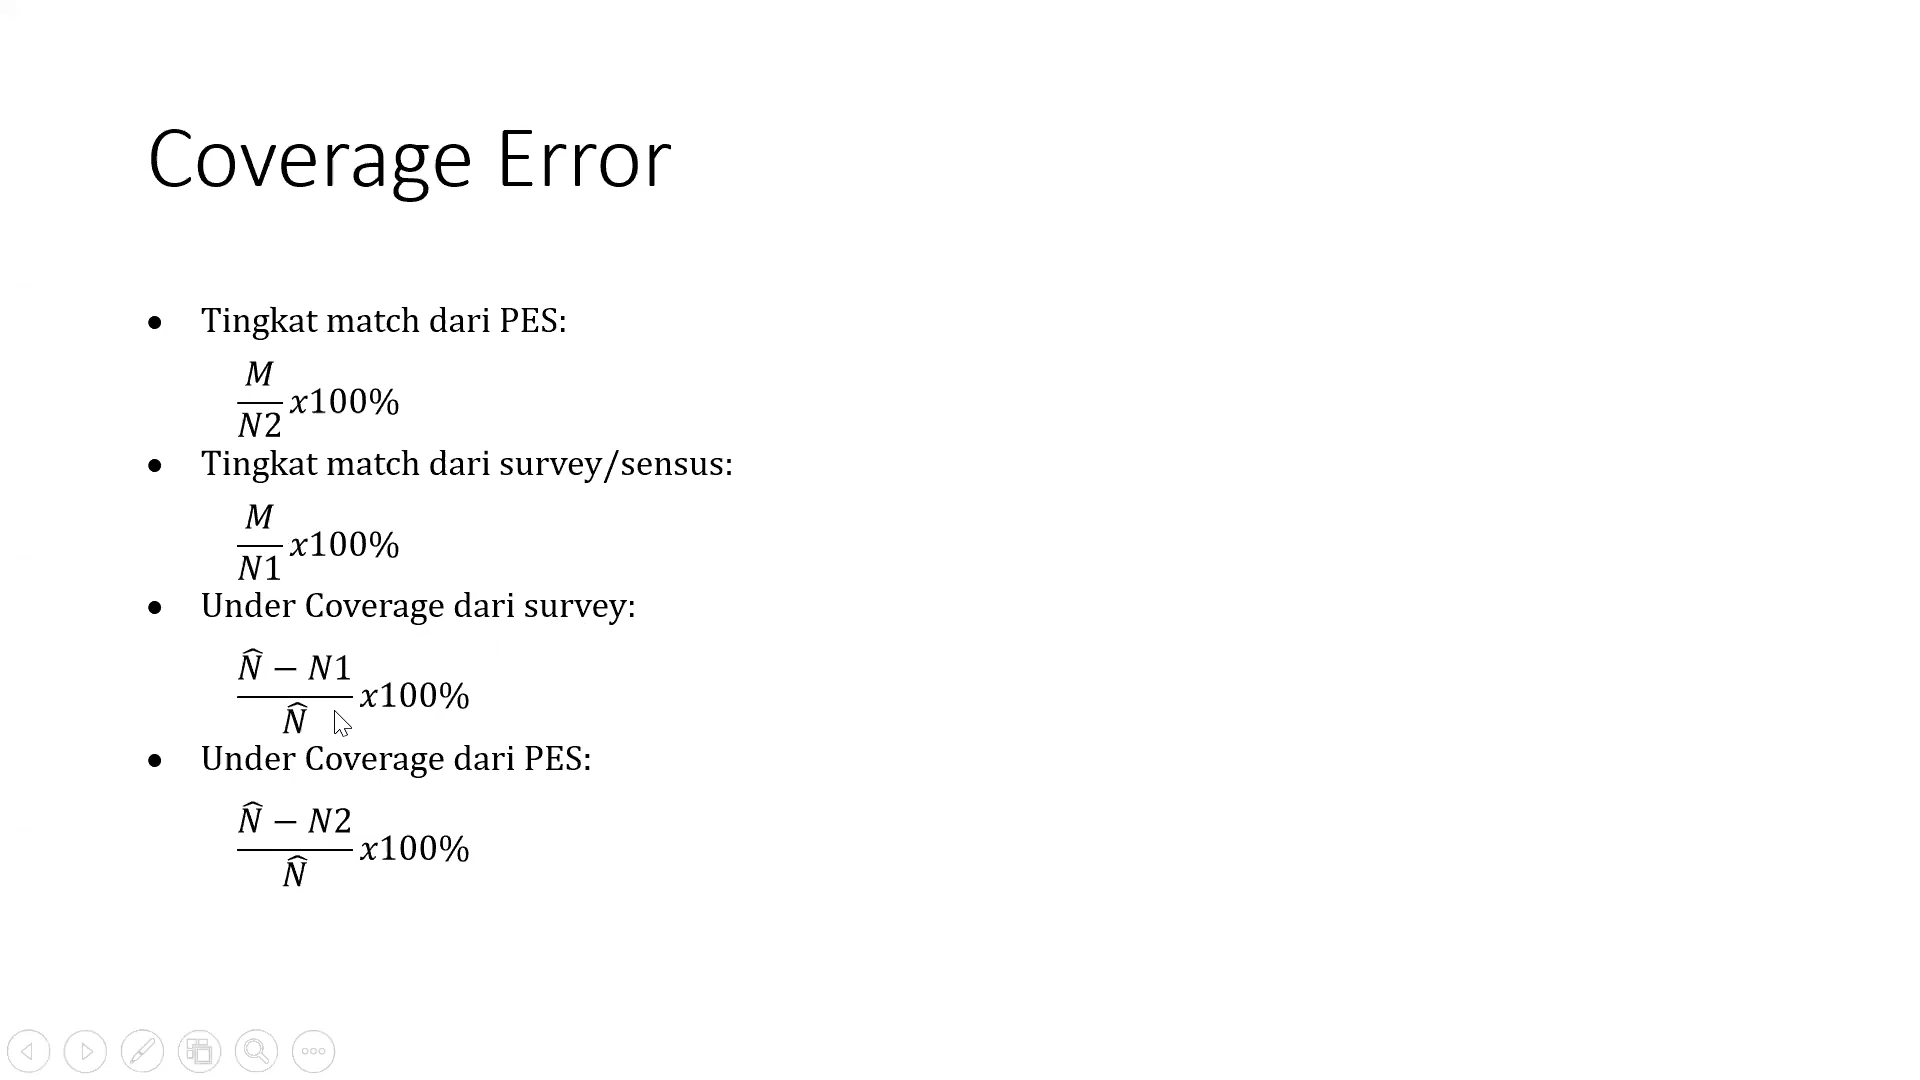 Coverage Error
• Tingkat match dari PES:
M
N2
x100%
• Tingkat match dari survey/sensus:
M
N1
x100%
• Under Coverage dari survey:
N̂ − N1
N̂
x100%
• Under Coverage dari PES:
N̂ − N2
N̂
x100%